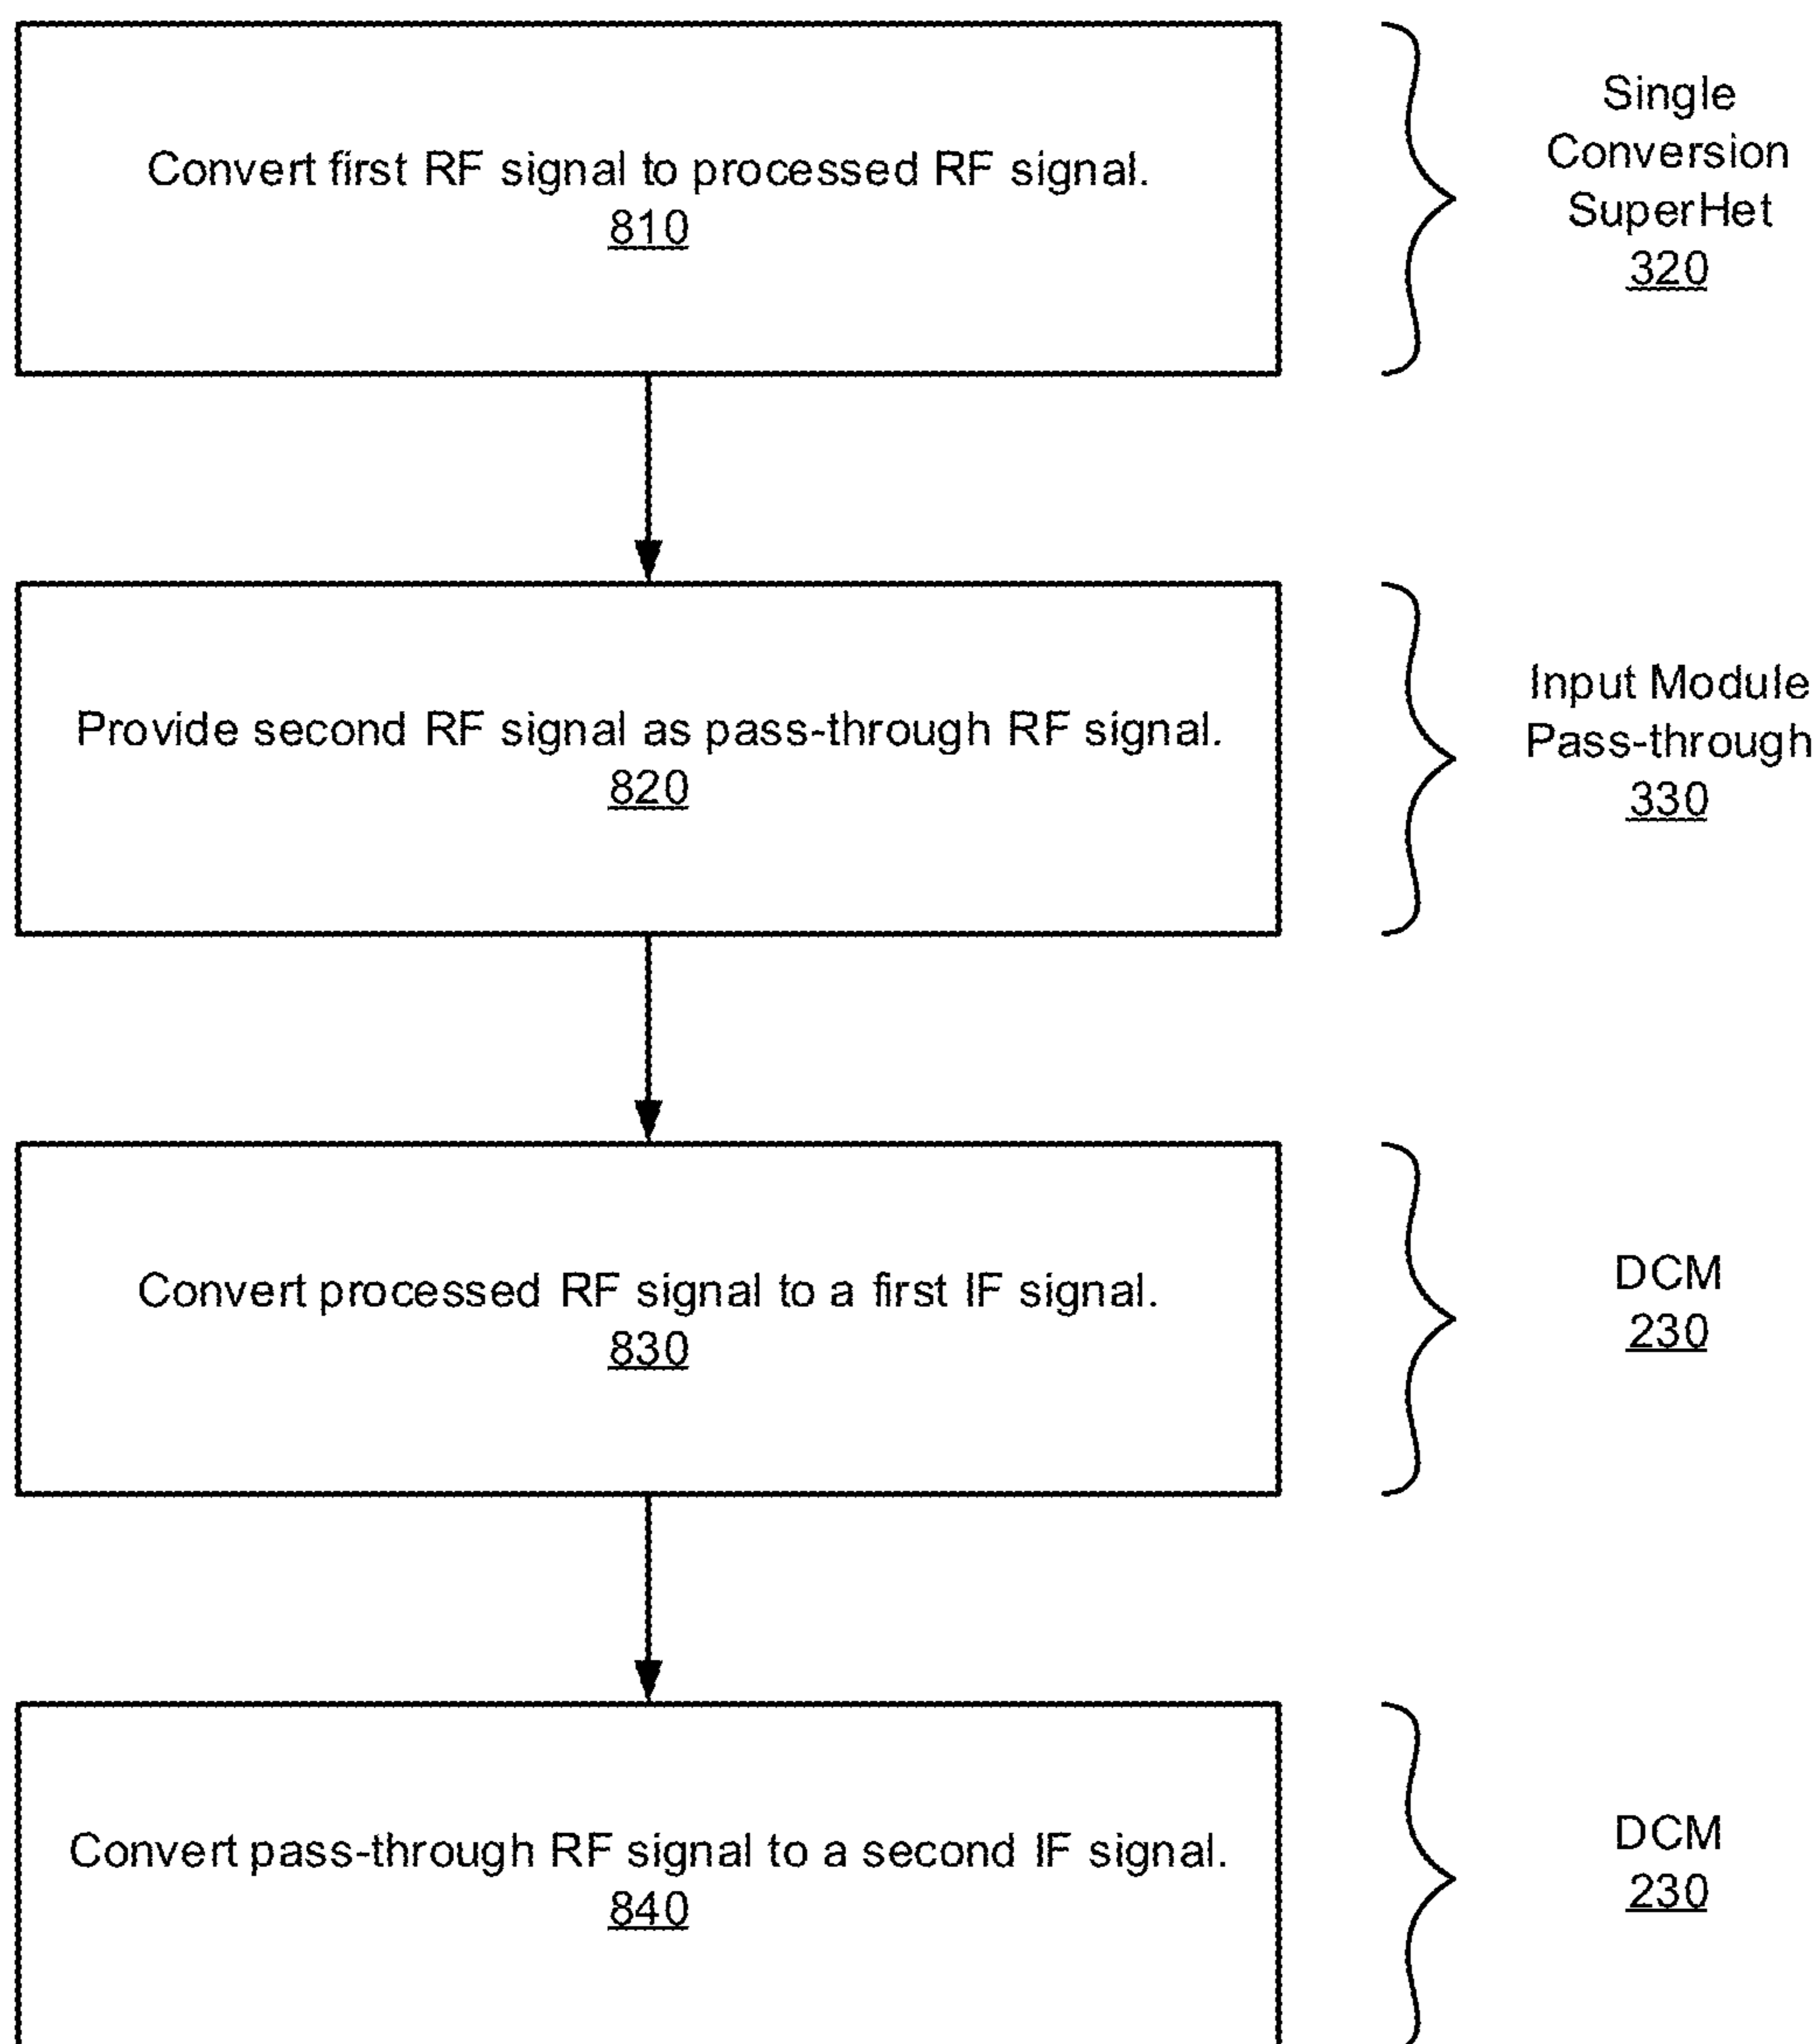 Convert first RF signal to processed RF signal.
810
Single
Conversion
SuperHet
320
Provide second RF signal as pass-through RF signal.
820
Input Module
Pass-through
330
Convert processed RF signal to a first IF signal.
830
DCM
230
Convert pass-through RF signal to a second IF signal.
840
DCM
230